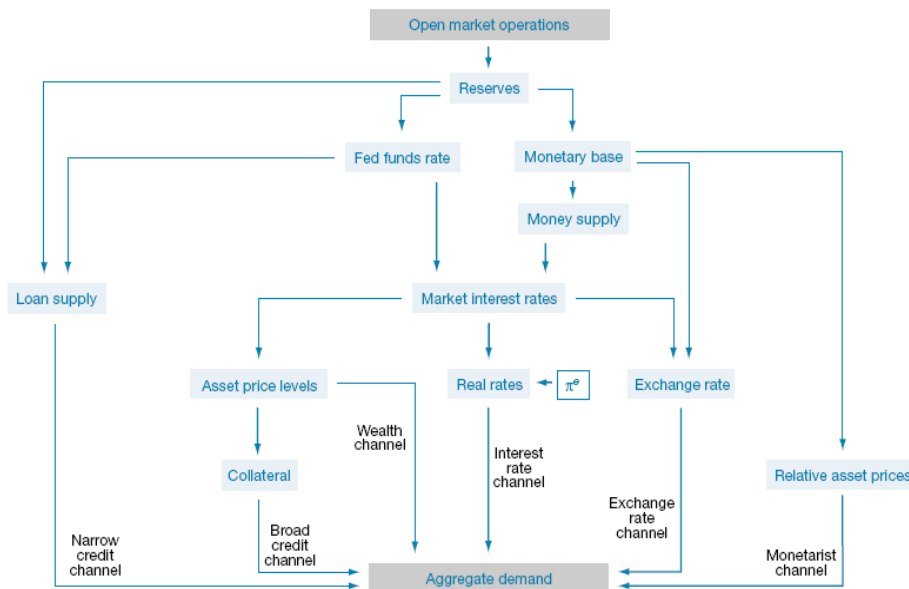 Open market operations
Reserves
Fed funds rate
Monetary base
Money supply
Loan supply
Market interest rates
Asset price levels
Real rates
πe
Exchange rate
Wealth
channel
Interest
rate
channel
Collateral
Relative asset prices
Exchange
rate
channel
Narrow
credit
channel
Broad
credit
channel
Monetarist
channel
Aggregate demand